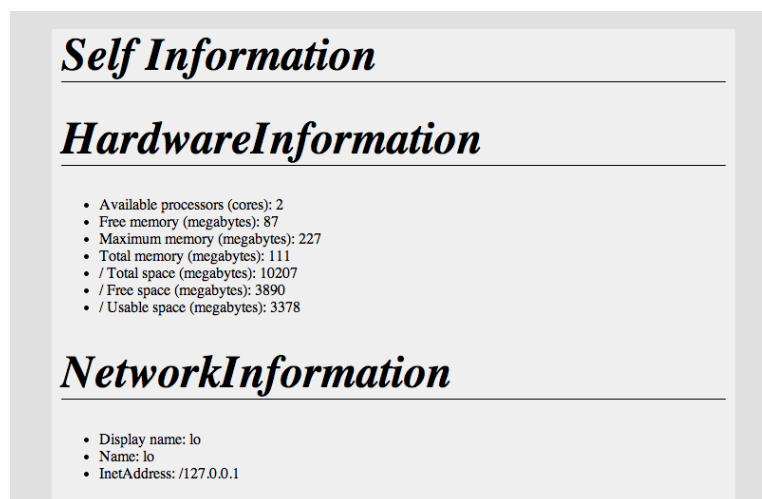 Self Information
HardwareInformation
Available processors (cores): 2
Free memory (megabytes): 87
Maximum memory (megabytes): 227
Total memory (megabytes): 111
/ Total space (megabytes): 10207
/ Free space (megabytes): 3890
/ Usable space (megabytes): 3378
NetworkInformation
Display name: lo
Name: lo
InetAddress: /127.0.0.1